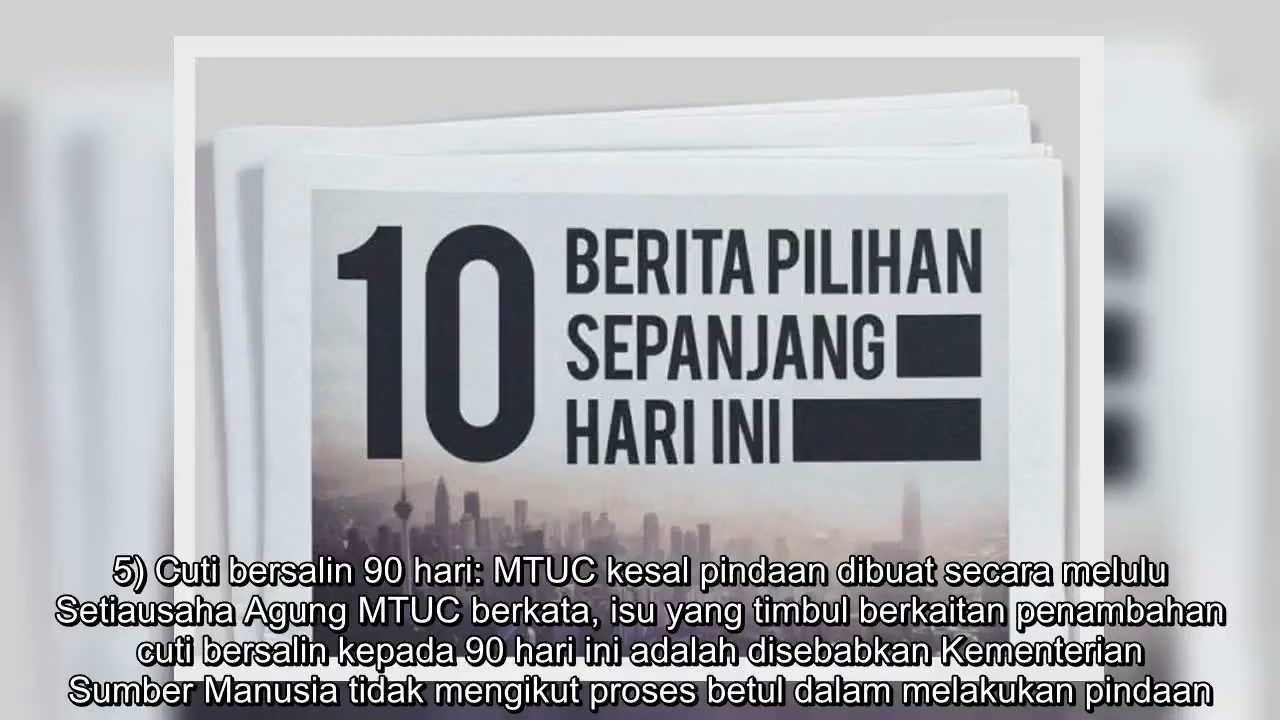 10 BERITA PILIHAN
SEPANJANG
HARI INI
5) Cuti bersalin 90 hari: MTUC kesal pindaan dibuat secara melulu
Setiausaha Agung MTUC berkata, isu yang timbul berkaitan penambahan
cuti bersalin kepada 90 hari ini adalah disebabkan Kementerian
Sumber Manusia tidak mengikut proses betul dalam melakukan pindaan